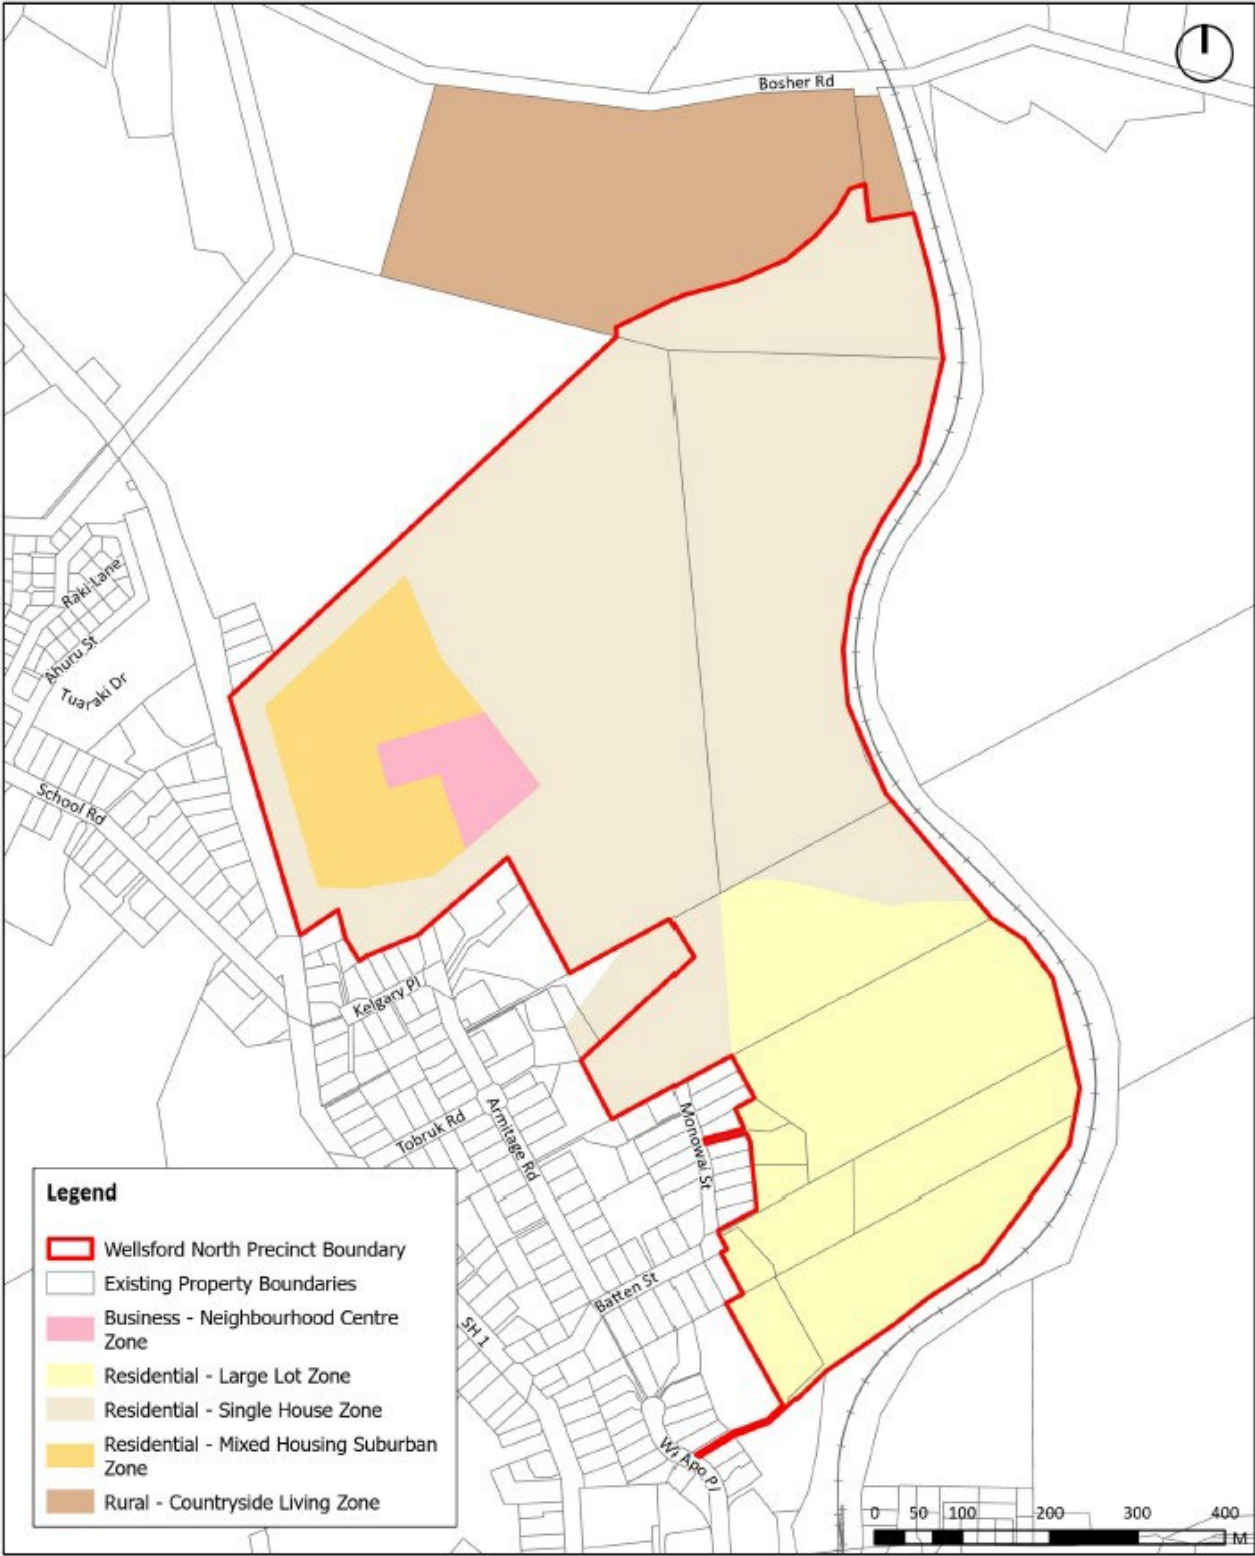 Bosher Rd
Raki Lane
Ahuru St
Tuaraki Dr
School Rd
Kelgary Pl
Tobruk Rd
Armitage Rd
Monowai St
Batten St
SH 1
Wi Apo Pl
Legend
Wellsford North Precinct Boundary
Existing Property Boundaries
Business - Neighbourhood Centre
Zone
Residential - Large Lot Zone
Residential - Single House Zone
Residential - Mixed Housing Suburban
Zone
Rural - Countryside Living Zone
0 50 100 200 300 400
M